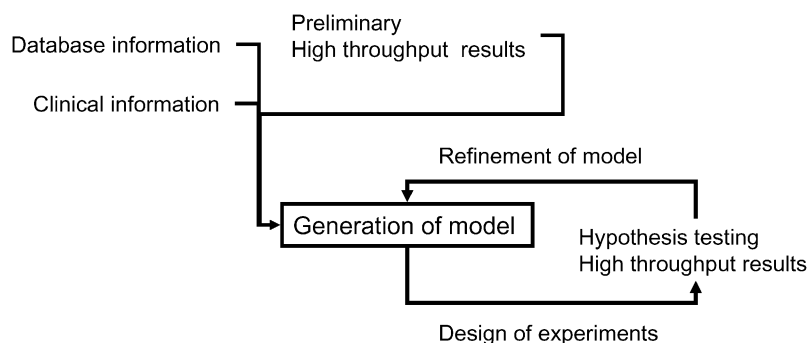 Preliminary
Database information
High throughput results
Clinical information
Refinement of model
Generation of model
Hypothesis testing
High throughput results
Design of experiments